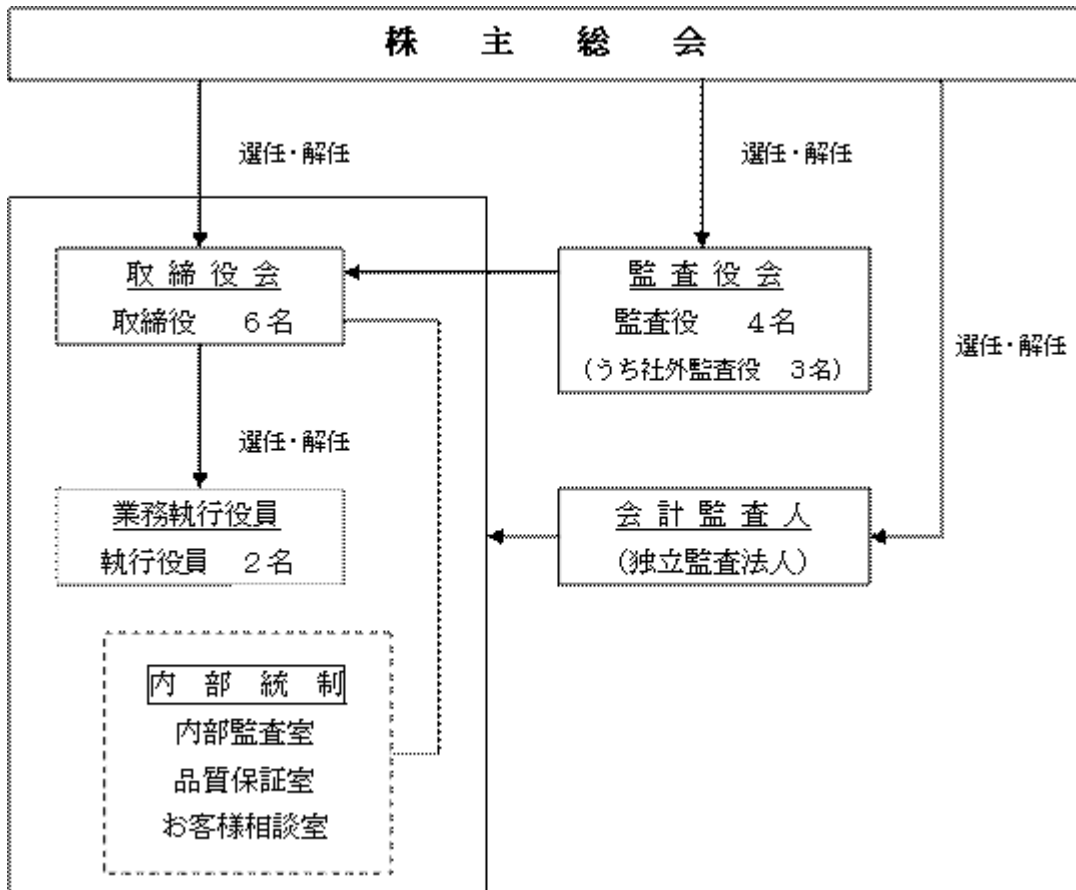 株 主 総 会
選任・解任
選任・解任
取 締 役 会
取締役 6名
監 査 役 会
監査役 4名
(うち社外監査役 3名)
選任・解任
選任・解任
業務執行役員
執行役員 2名
会 計 監 査 人
(独立監査法人)
内 部 統 制
内部監査室
品質保証室
お客様相談室